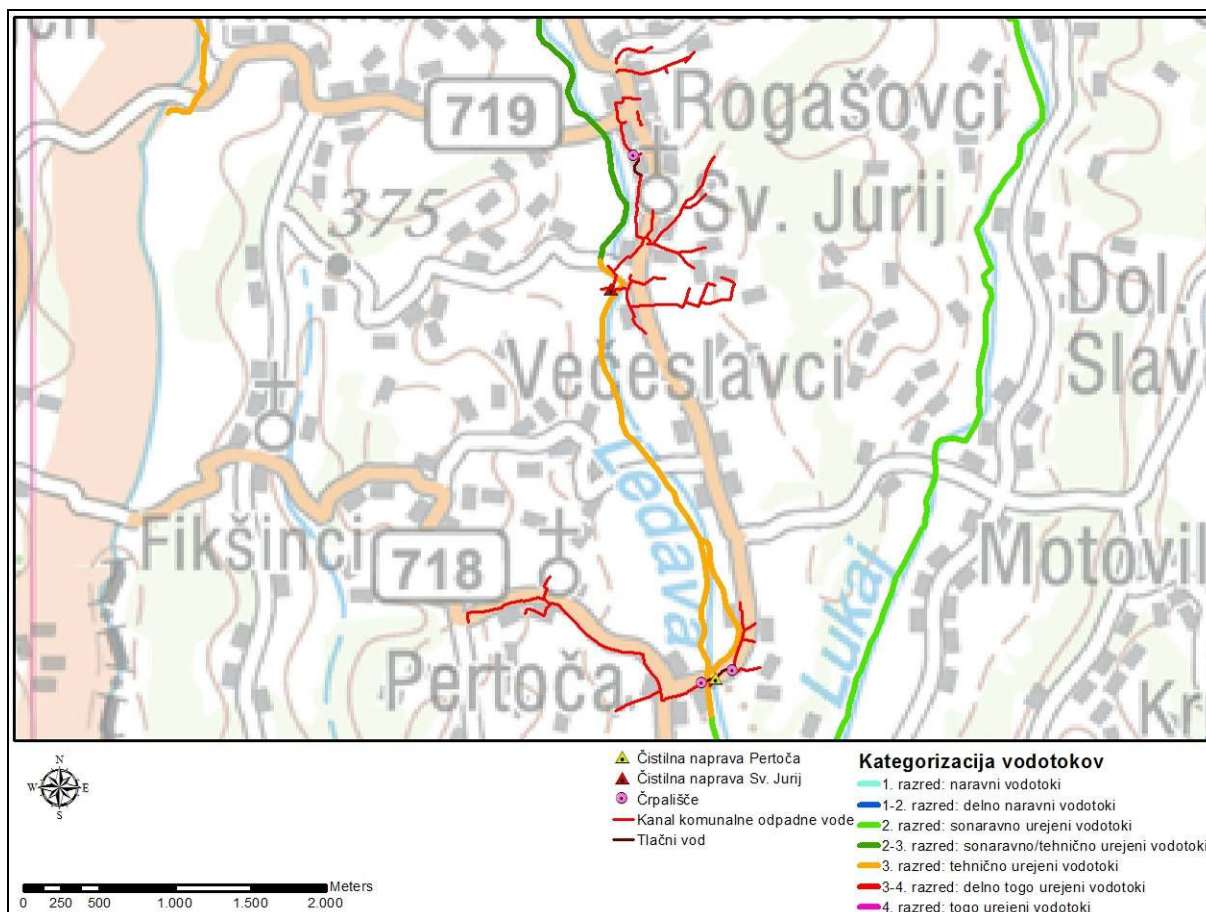 Rogašovci
719
Sv. Jurij
375
Dol.
Slav
Večeslavci
Ledava
Fikšinci
718
Motovil
Lukaj
Pertoča
Kr
N
W E
S
Čistilna naprava Pertoča
Čistilna naprava Sv. Jurij
Črpališče
Kanal komunalne odpadne vode
Tlačni vod
Kategorizacija vodotokov
1. razred: naravni vodotoki
1-2. razred: delno naravni vodotoki
2. razred: sonaravno urejeni vodotoki
2-3. razred: sonaravno/tehnično urejeni vodotoki
3. razred: tehnično urejeni vodotoki
3-4. razred: delno togo urejeni vodotoki
4. razred: togo urejeni vodotoki
Meters
0 250 500 1.000 1.500 2.000